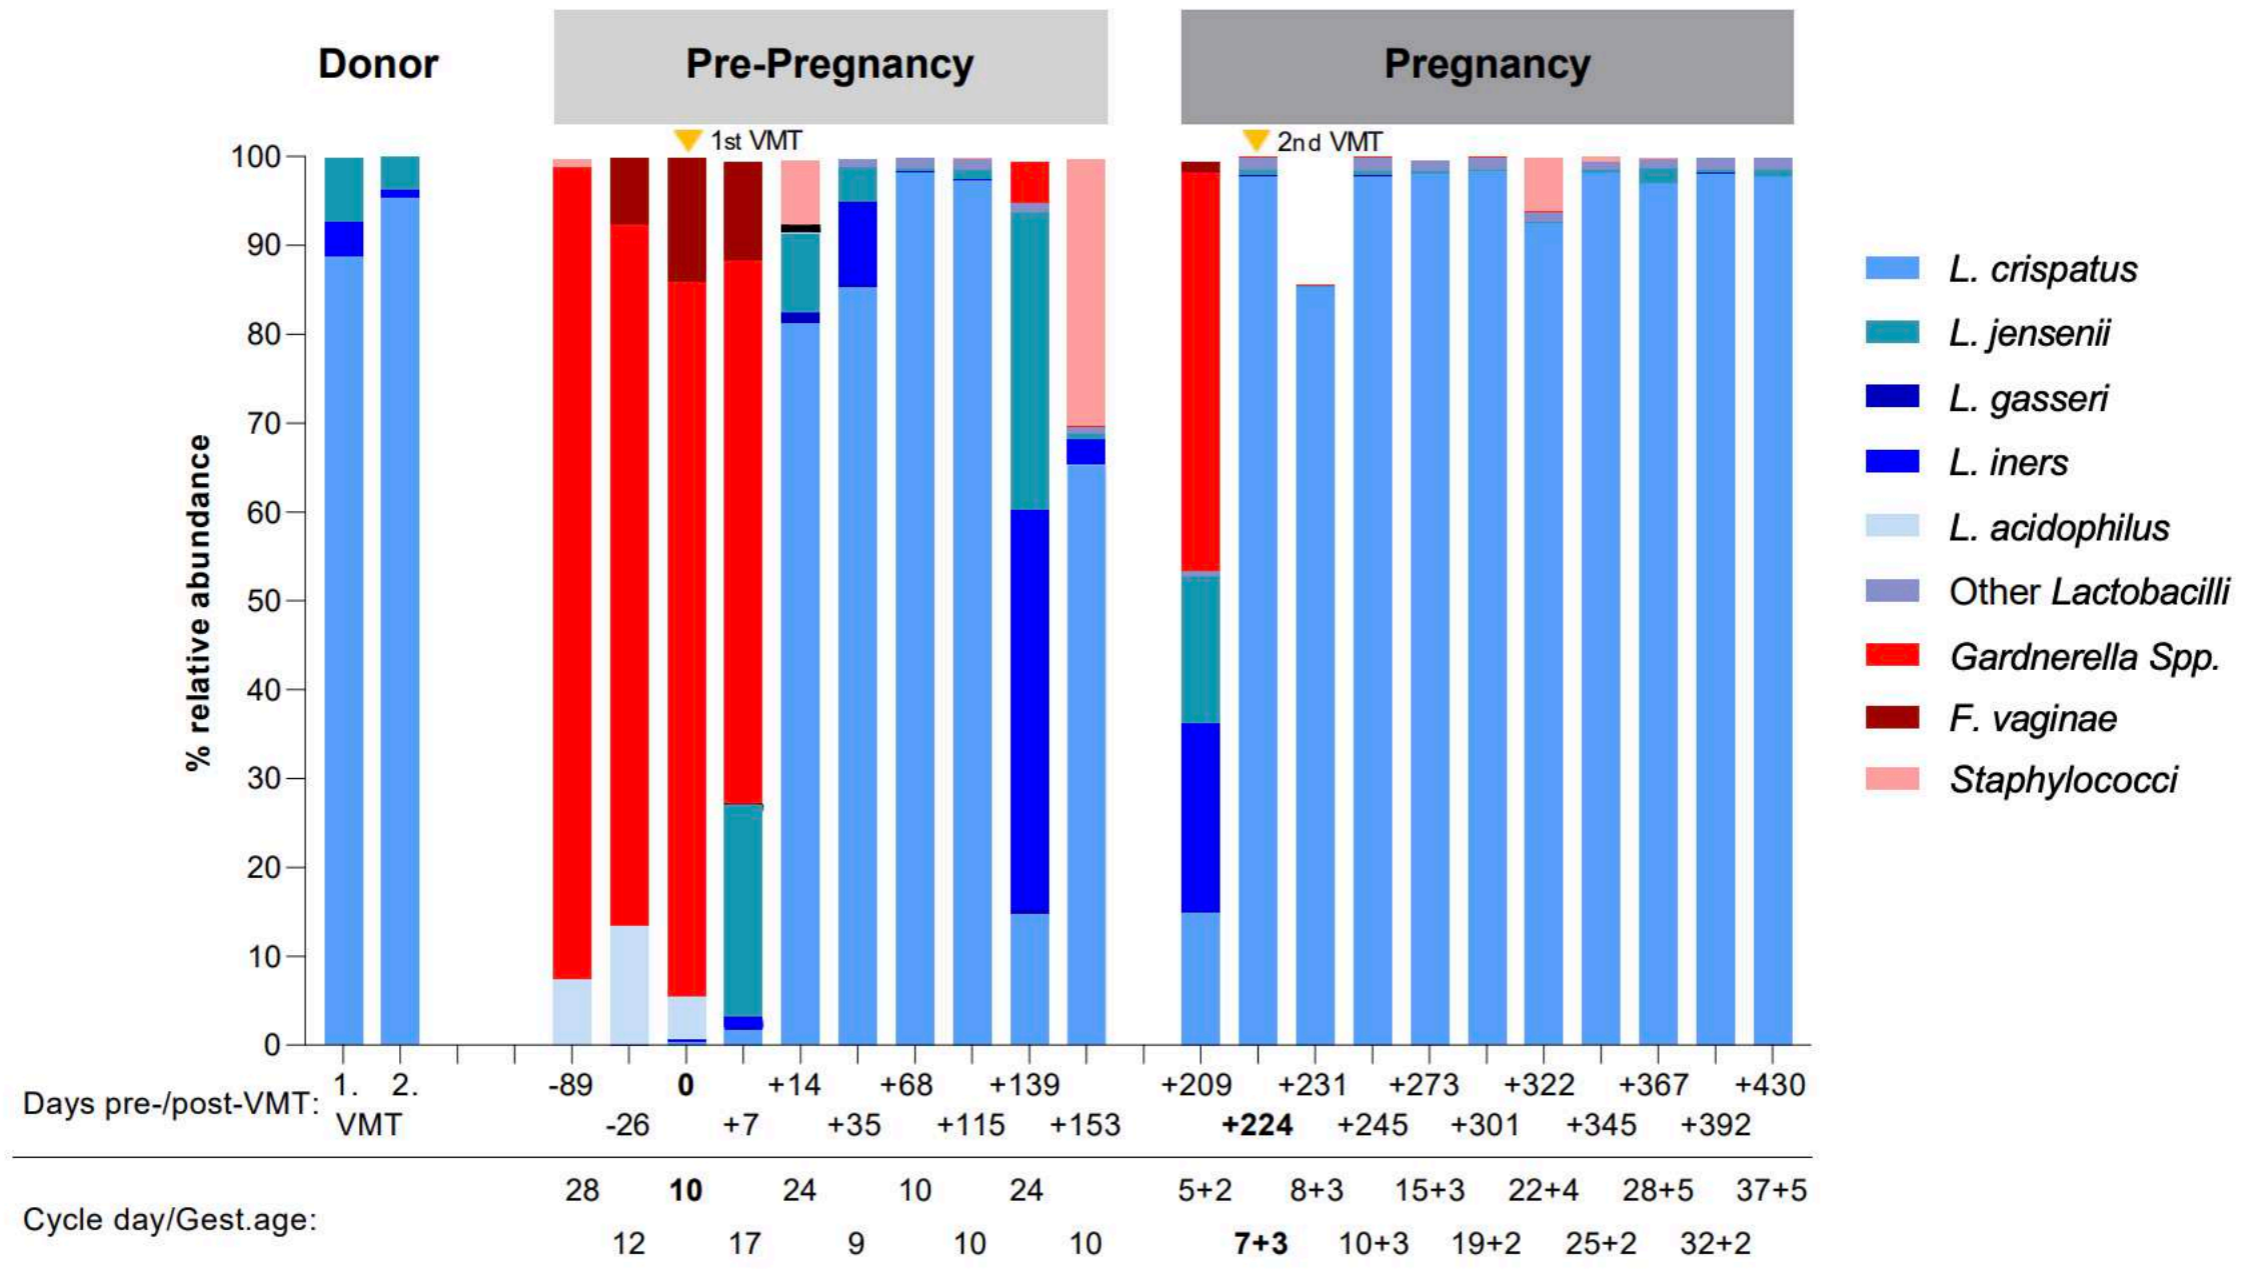 Donor
Pre-Pregnancy
Pregnancy
1st VMT
2nd VMT
% relative abundance
100
90
80
70
60
50
40
30
20
10
0
L. crispatus
L. jensenii
L. gasseri
L. iners
L. acidophilus
Other Lactobacilli
Gardnerella Spp.
F. vaginae
Staphylococci
Days pre-/post-VMT:
1. 2. -89 0 +14 +68 +139 +209 +231 +273 +322 +367 +430
VMT -26 +7 +35 +115 +153 +224 +245 +301 +345 +392
Cycle day/Gest.age:
28 10 24 10 24 5+2 8+3 15+3 22+4 28+5 37+5
12 17 9 10 10 7+3 10+3 19+2 25+2 32+2